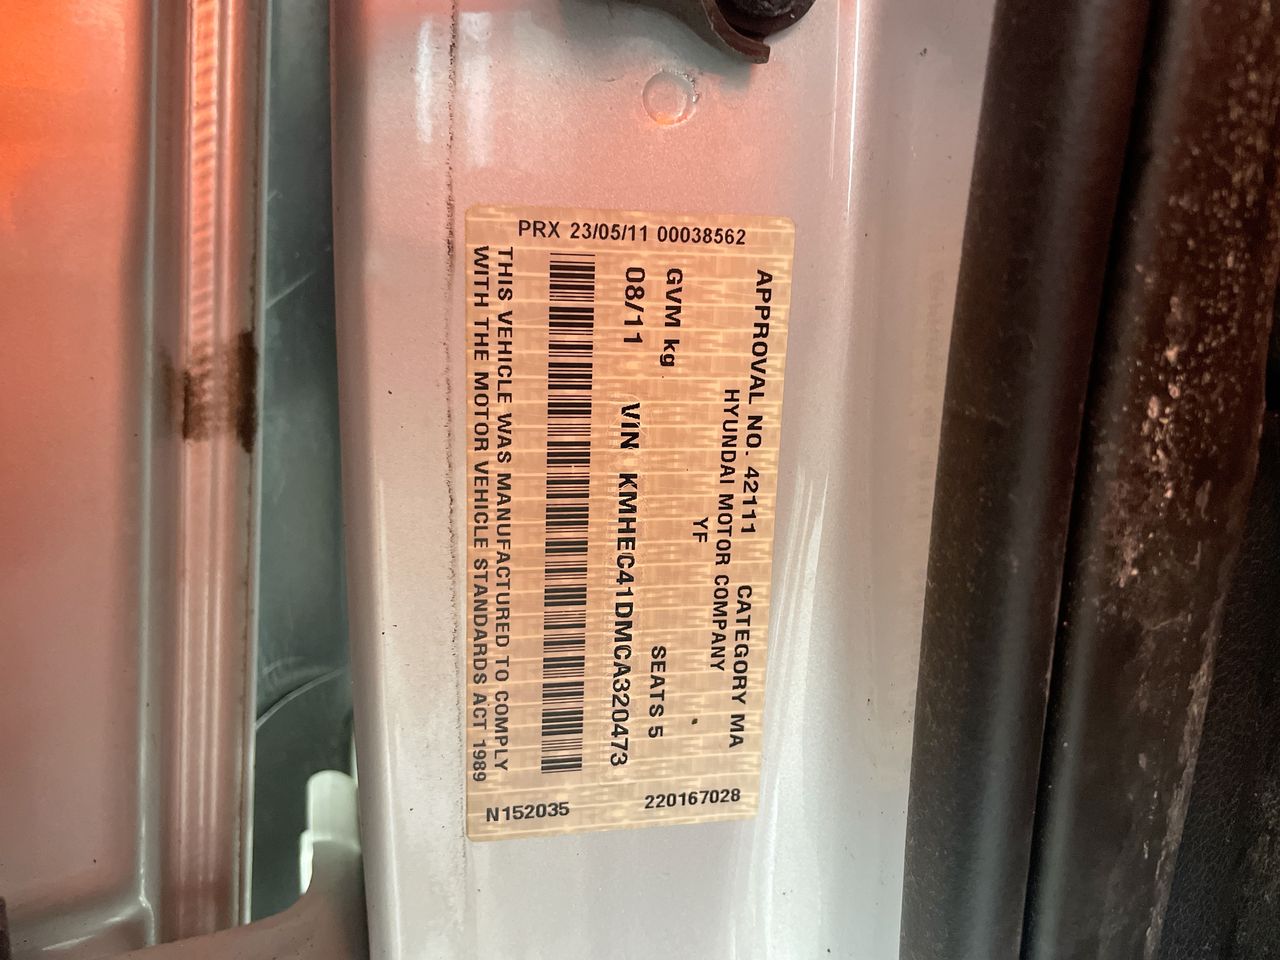 PRX 23/05/11 00038562
APPROVAL NO. 42111 CATEGORY MA
HYUNDAI MOTOR COMPANY
YF
GVM kg SEATS 5
08/11 VIN KMHEC41DMCA320473
THIS VEHICLE WAS MANUFACTURED TO COMPLY
WITH THE MOTOR VEHICLE STANDARDS ACT 1989
N152035 220167028